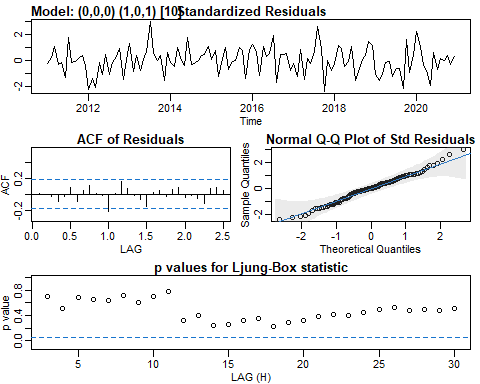 Model: (0,0,0) (1,0,1) [10] Standardized Residuals
2
0
-2
2012 2014 2016 2018 2020
Time
ACF of Residuals
ACF
0.2
-0.2
0.0 0.5 1.0 1.5 2.0 2.5
LAG
Normal Q-Q Plot of Std Residuals
Sample Quantiles
3
2
0
-2
-2 -1 0 1 2
Theoretical Quantiles
p values for Ljung-Box statistic
p value
0.8
0.4
0.0
5 10 15 20 25 30
LAG (H)